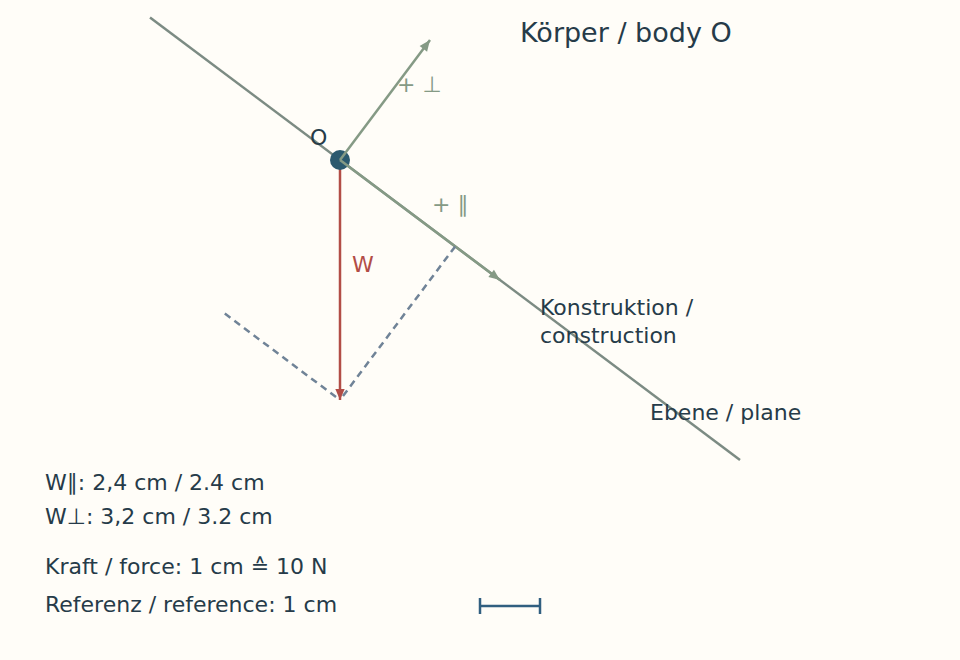 Körper / body O
+ ⊥
O
+ ∥
W
Konstruktion /
construction
Ebene / plane
W∥: 2,4 cm / 2.4 cm
W⊥: 3,2 cm / 3.2 cm
Kraft / force: 1 cm ≙ 10 N
Referenz / reference: 1 cm